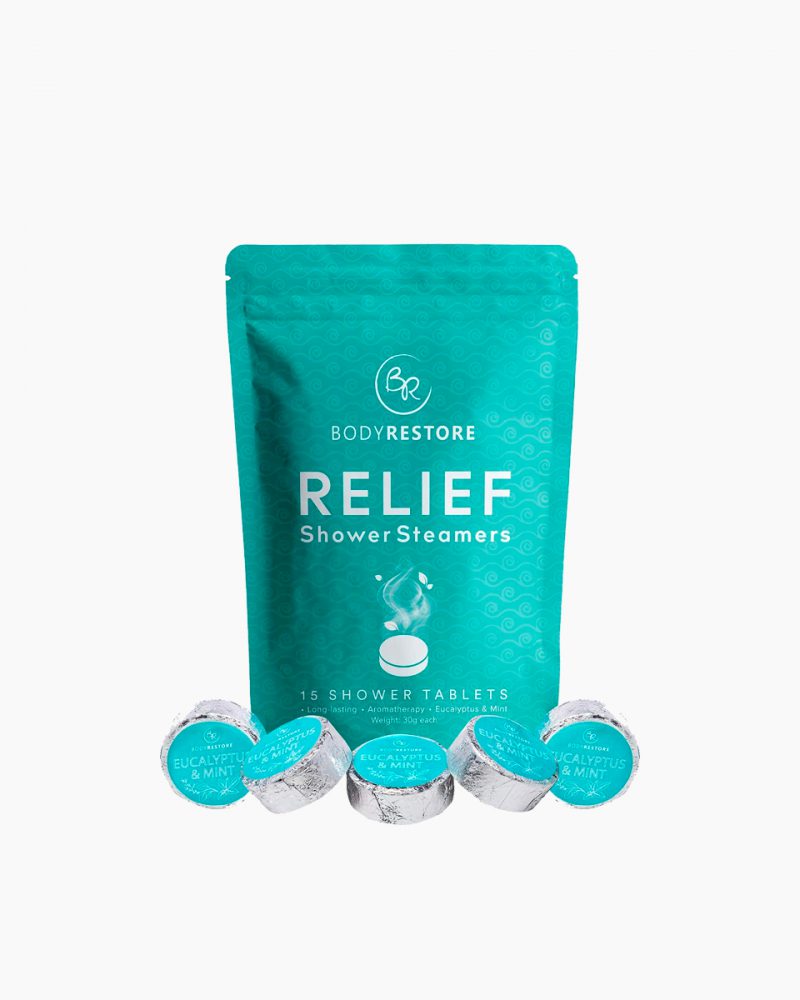 BR
BODYRESTORE
RELIEF
Shower Steamers
15 SHOWER TABLETS
• Long-lasting • Aromatherapy • Eucalyptus & Mint
Weight: 30g each
BODYRESTORE
EUCALYPTUS
& MINT
EUCALYPTUS
& MINT
BODYRESTORE
EUCALYPTUS
& MINT
EUCALYPTUS
& MINT
BODYRESTORE
EUCALYPTUS
& MINT